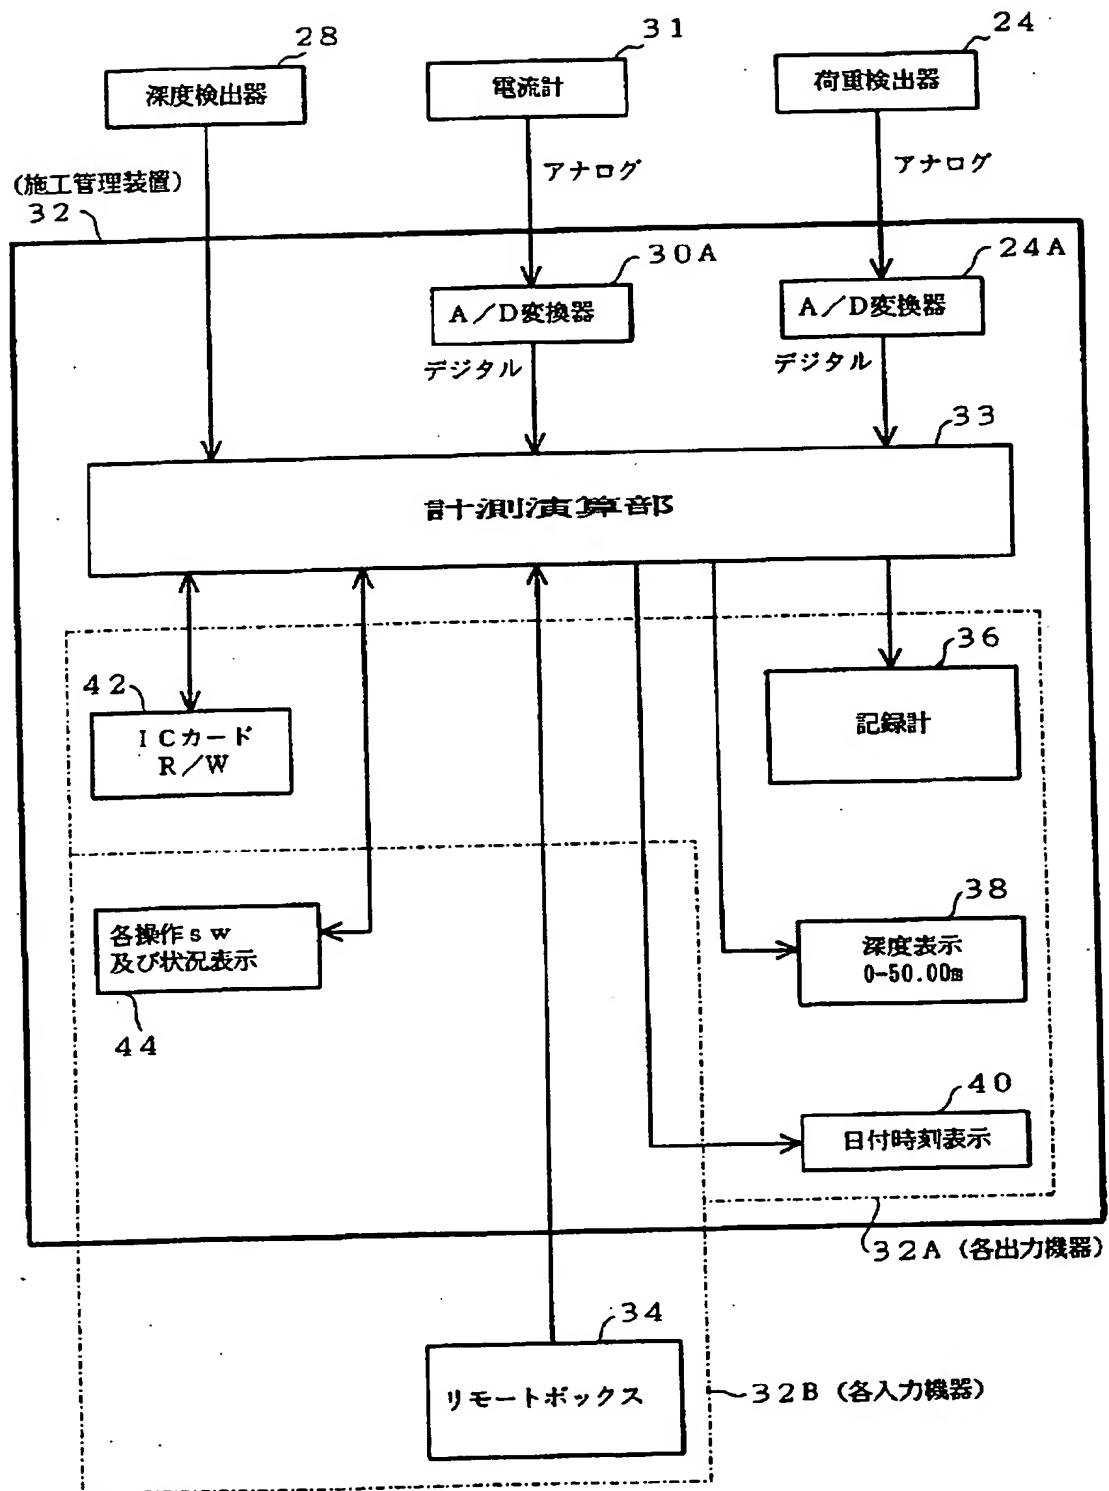 28
31
24
深度検出器
電流計
荷重検出器
アナログ
アナログ
(施工管理装置)
32
30A
24A
A/D変換器
A/D変換器
デジタル
デジタル
33
計測演算部
42
ICカード
R/W
36
記録計
各操作sw
及び状況表示
44
38
深度表示
0-50.00m
40
日付時刻表示
32A (各出力機器)
34
リモートボックス
32B (各入力機器)